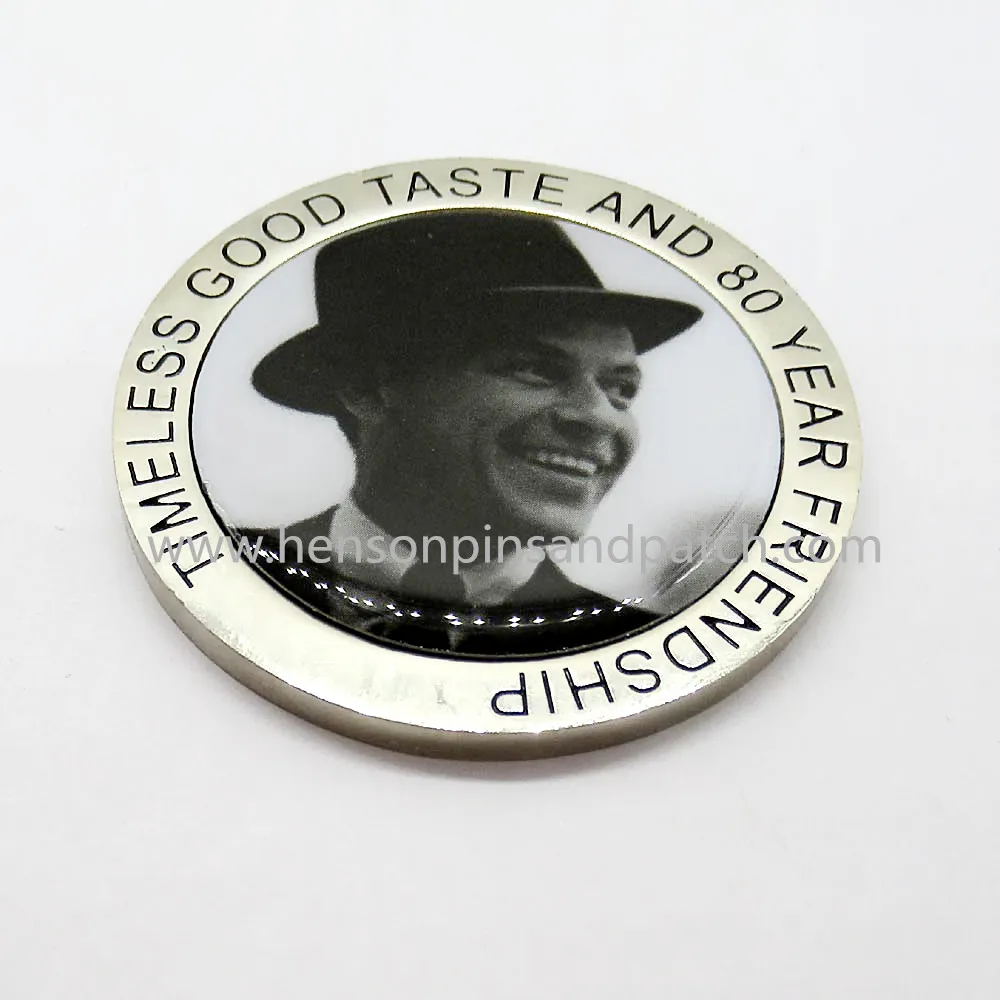 TIMELESS GOOD TASTE AND 80 YEAR FRIENDSHIP
www.hensonpinsandpatch.com